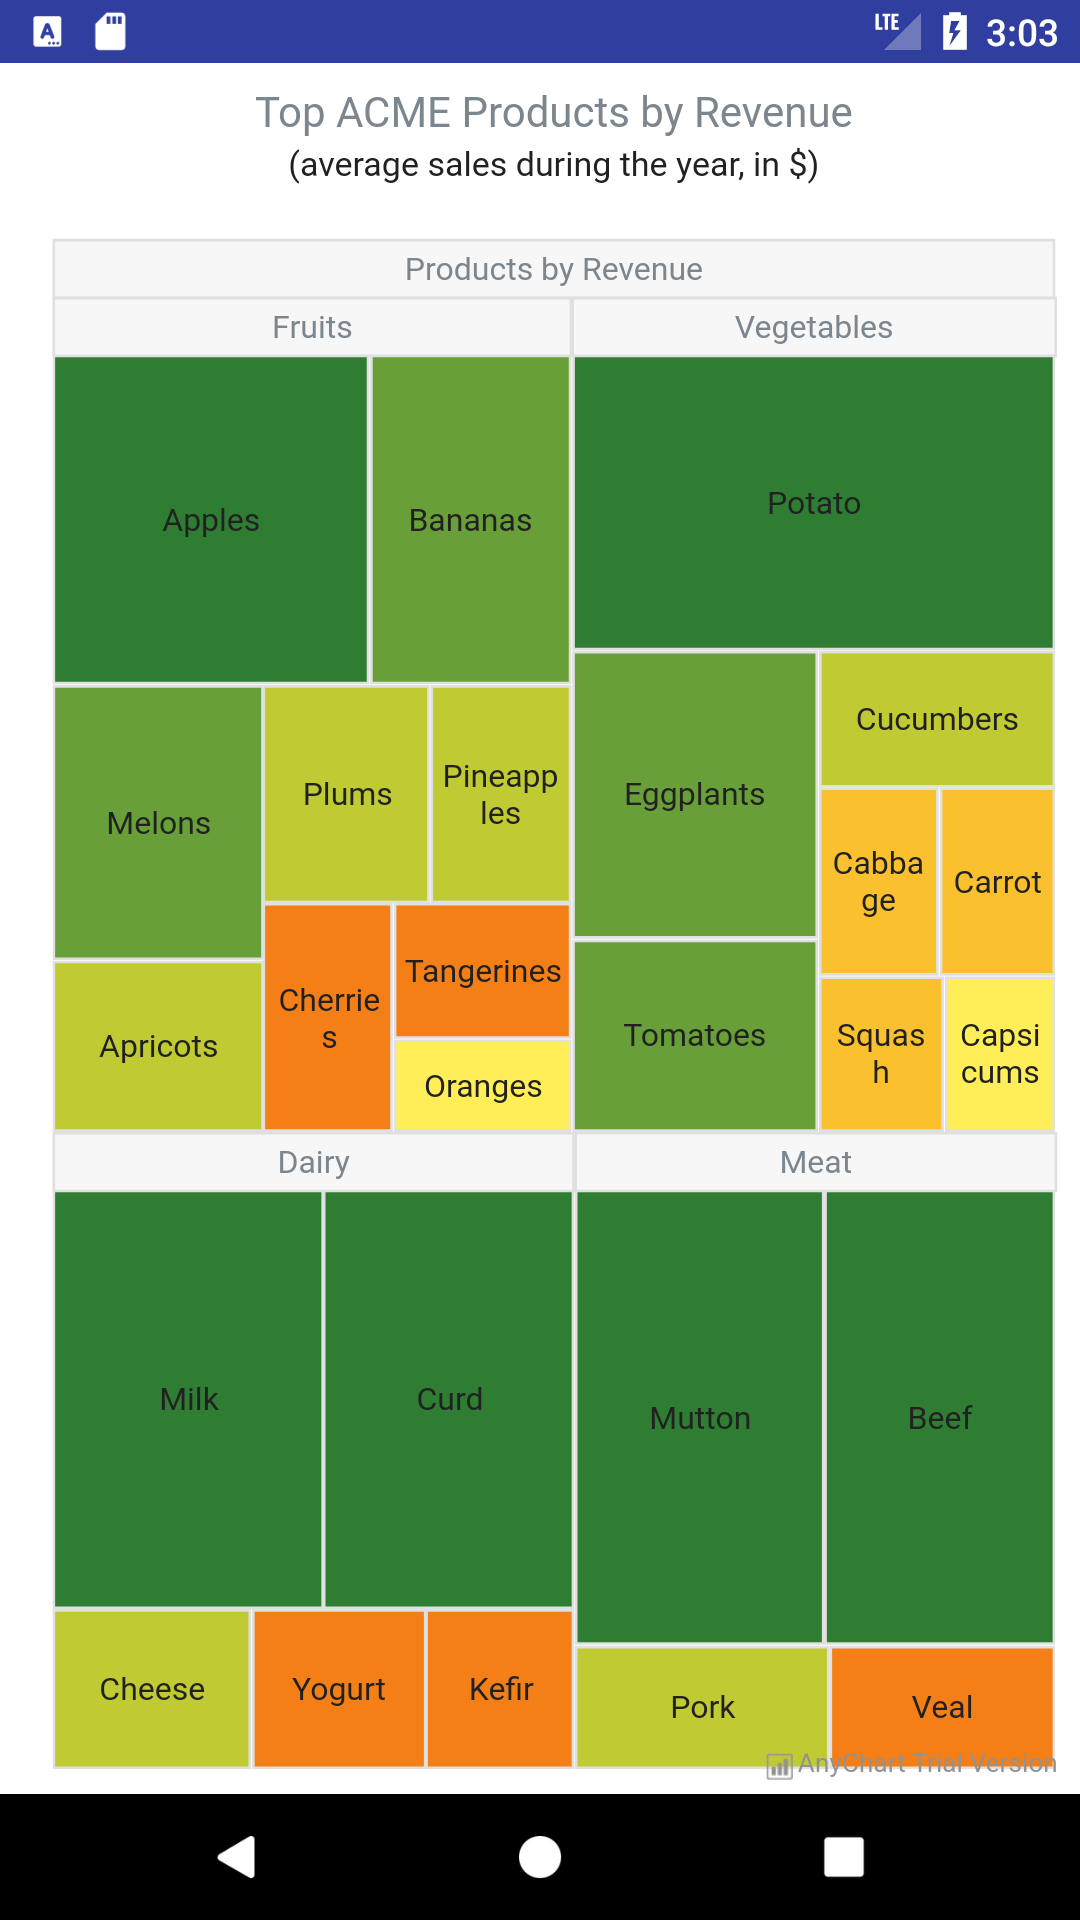 LTE 3:03
Top ACME Products by Revenue
(average sales during the year, in $)
Products by Revenue
Fruits
Vegetables
Apples
Bananas
Potato
Melons
Plums
Pineapp
les
Eggplants
Cucumbers
Cabba
ge
Carrot
Apricots
Cherrie
s
Tangerines
Oranges
Tomatoes
Squas
h
Capsi
cums
Dairy
Meat
Milk
Curd
Mutton
Beef
Cheese
Yogurt
Kefir
Pork
Veal
AnyChart Trial Version